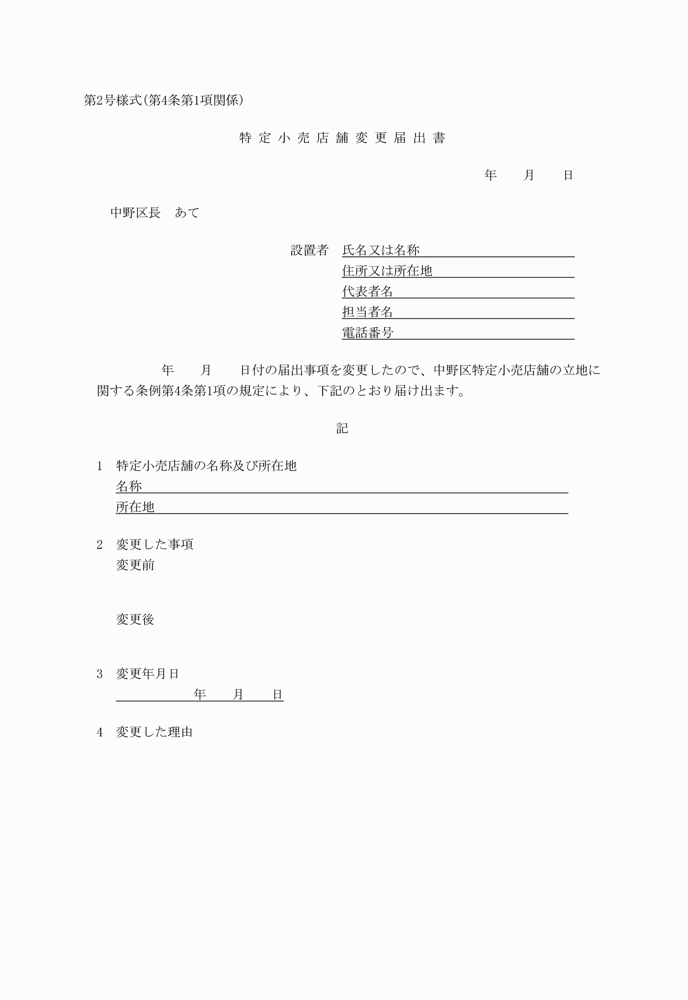 第2号様式（第4条第1項関係）
特定小売店舗変更届出書
年　　月　　日
中野区長　あて
設置者　氏名又は名称
住所又は所在地
代表者名
担当者名
電話番号
年　　月　　日付の届出事項を変更したので、中野区特定小売店舗の立地に
関する条例第4条第1項の規定により、下記のとおり届け出ます。
記
1　特定小売店舗の名称及び所在地
名称
所在地
2　変更した事項
変更前
変更後
3　変更年月日
年　　月　　日
4　変更した理由